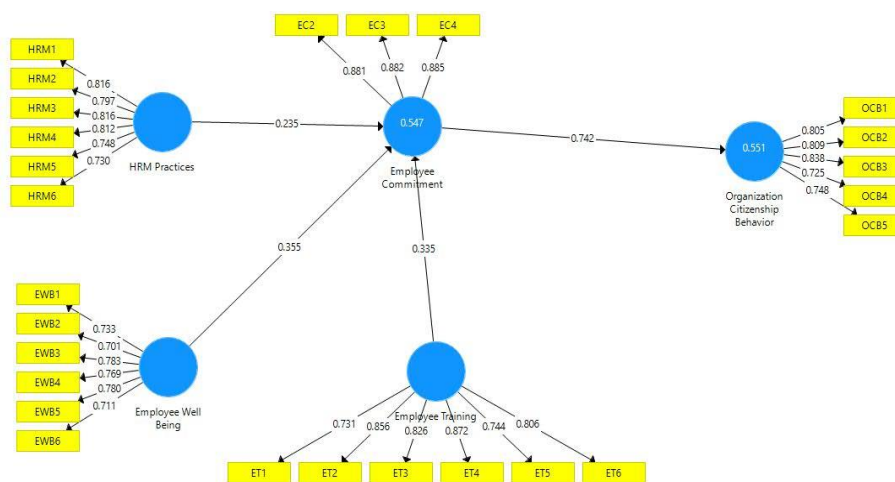 EC2
EC3
EC4
0.881
0.882
0.885
HRM1
HRM2
HRM3
HRM4
HRM5
HRM6
0.816
0.797
0.816
0.812
0.748
0.730
HRM Practices
0.235
0.547
Employee
Commitment
0.742
0.551
Organization
Citizenship
Behavior
0.805
0.809
0.838
0.725
0.748
OCB1
OCB2
OCB3
OCB4
OCB5
0.355
0.335
EWB1
EWB2
EWB3
EWB4
EWB5
EWB6
0.733
0.701
0.783
0.769
0.780
0.711
Employee Well
Being
Employee Training
0.731
0.856
0.826
0.872
0.744
0.806
ET1
ET2
ET3
ET4
ET5
ET6